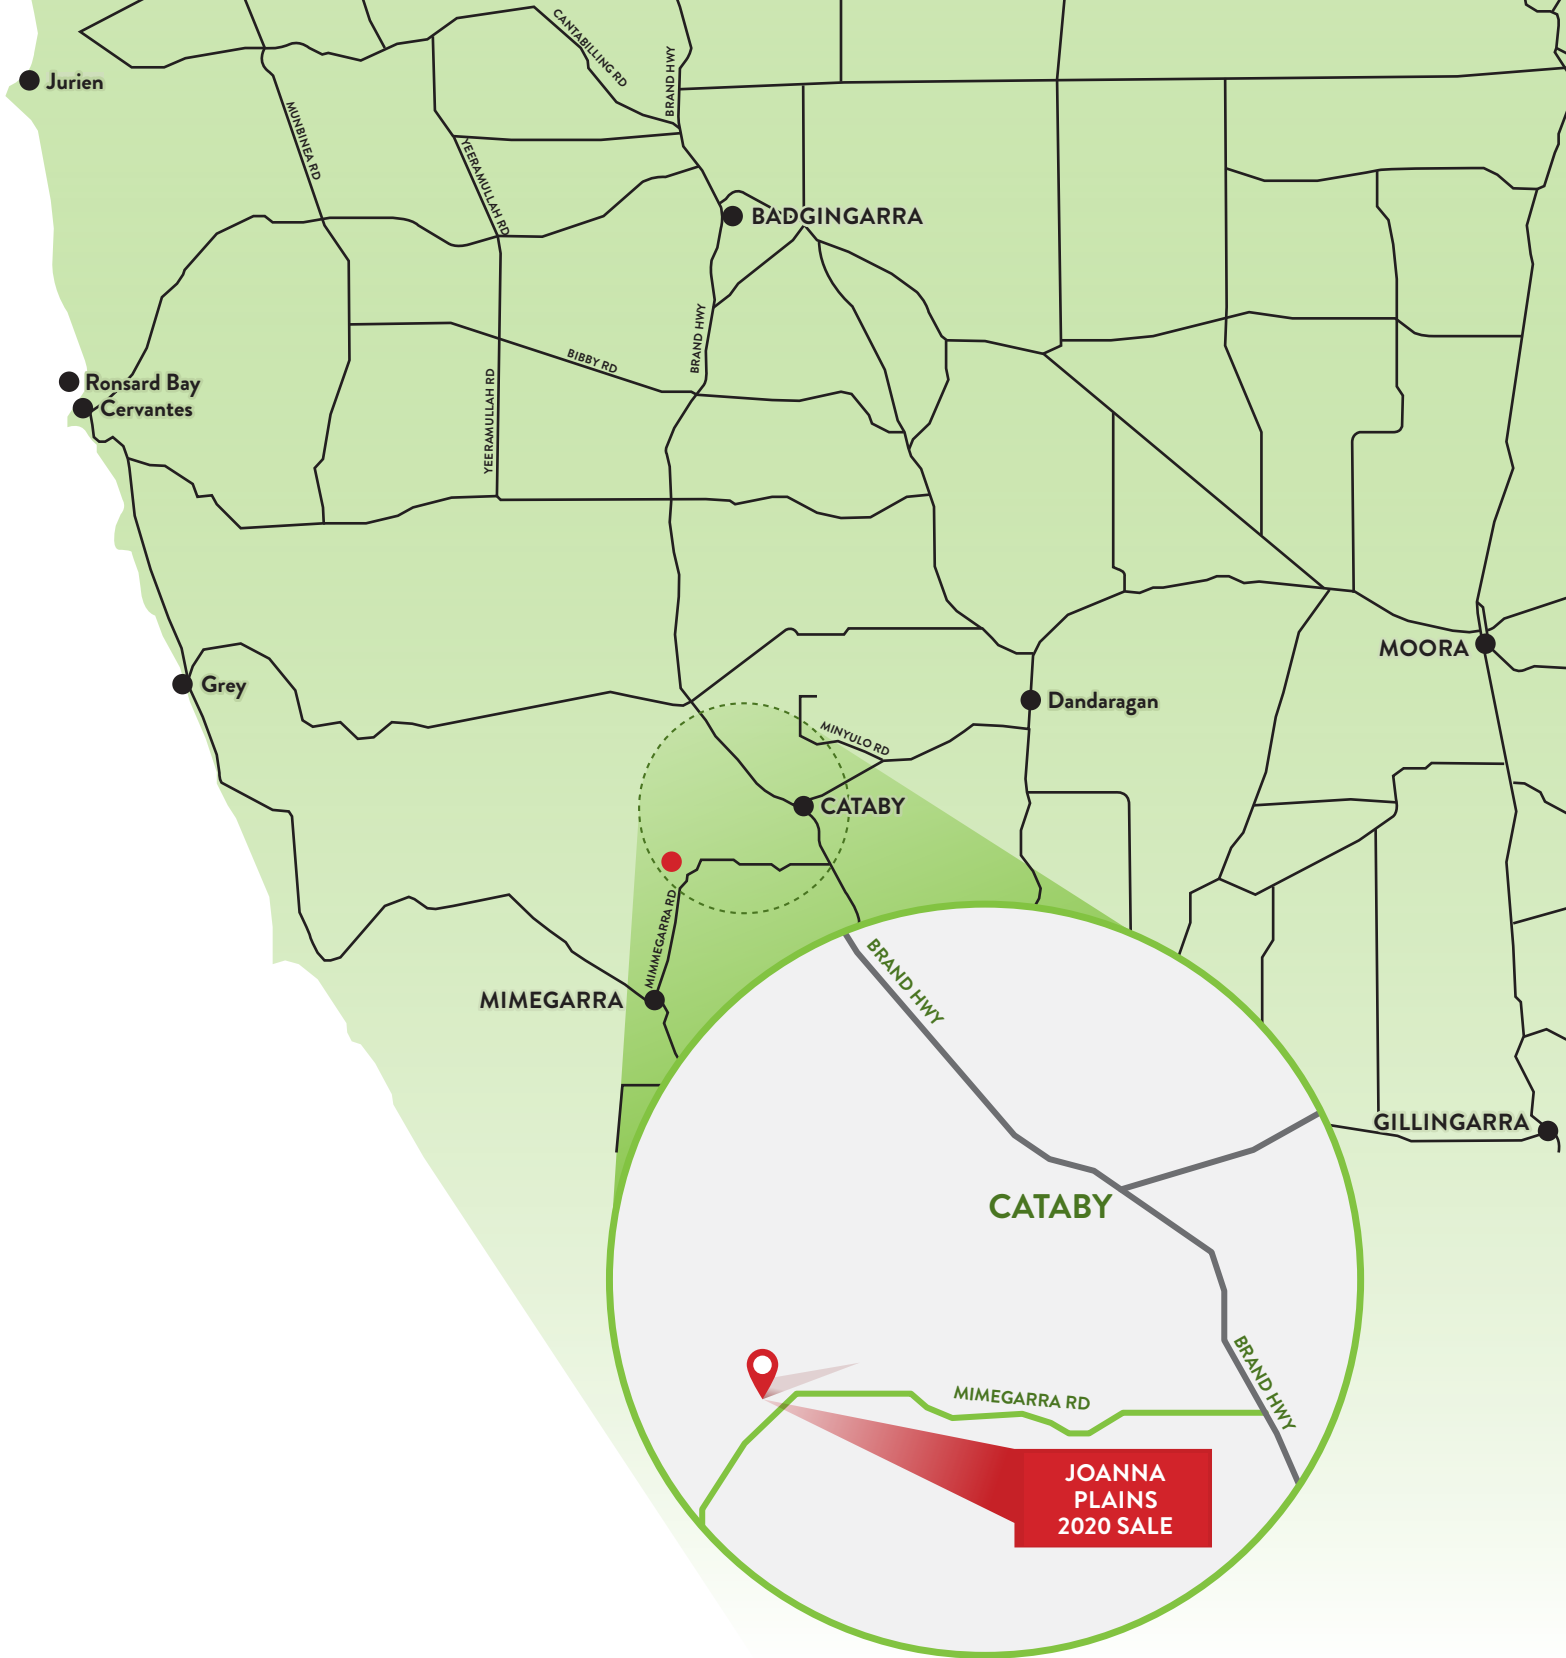 CANTABILLING RD
BRAND HWY
Jurien
MUNBINEA RD
YEERAMULLAH RD
BADGINGARRA
BRAND HWY
BIBBY RD
YEERAMULLAH RD
Ronsard Bay
Cervantes
MOORA
Grey
Dandaragan
MINYULO RD
CATABY
MIMMEGARRA RD
MIMEGARRA
BRAND HWY
GILLINGARRA
CATABY
BRAND HWY
MIMEGARRA RD
JOANNA
PLAINS
2020 SALE